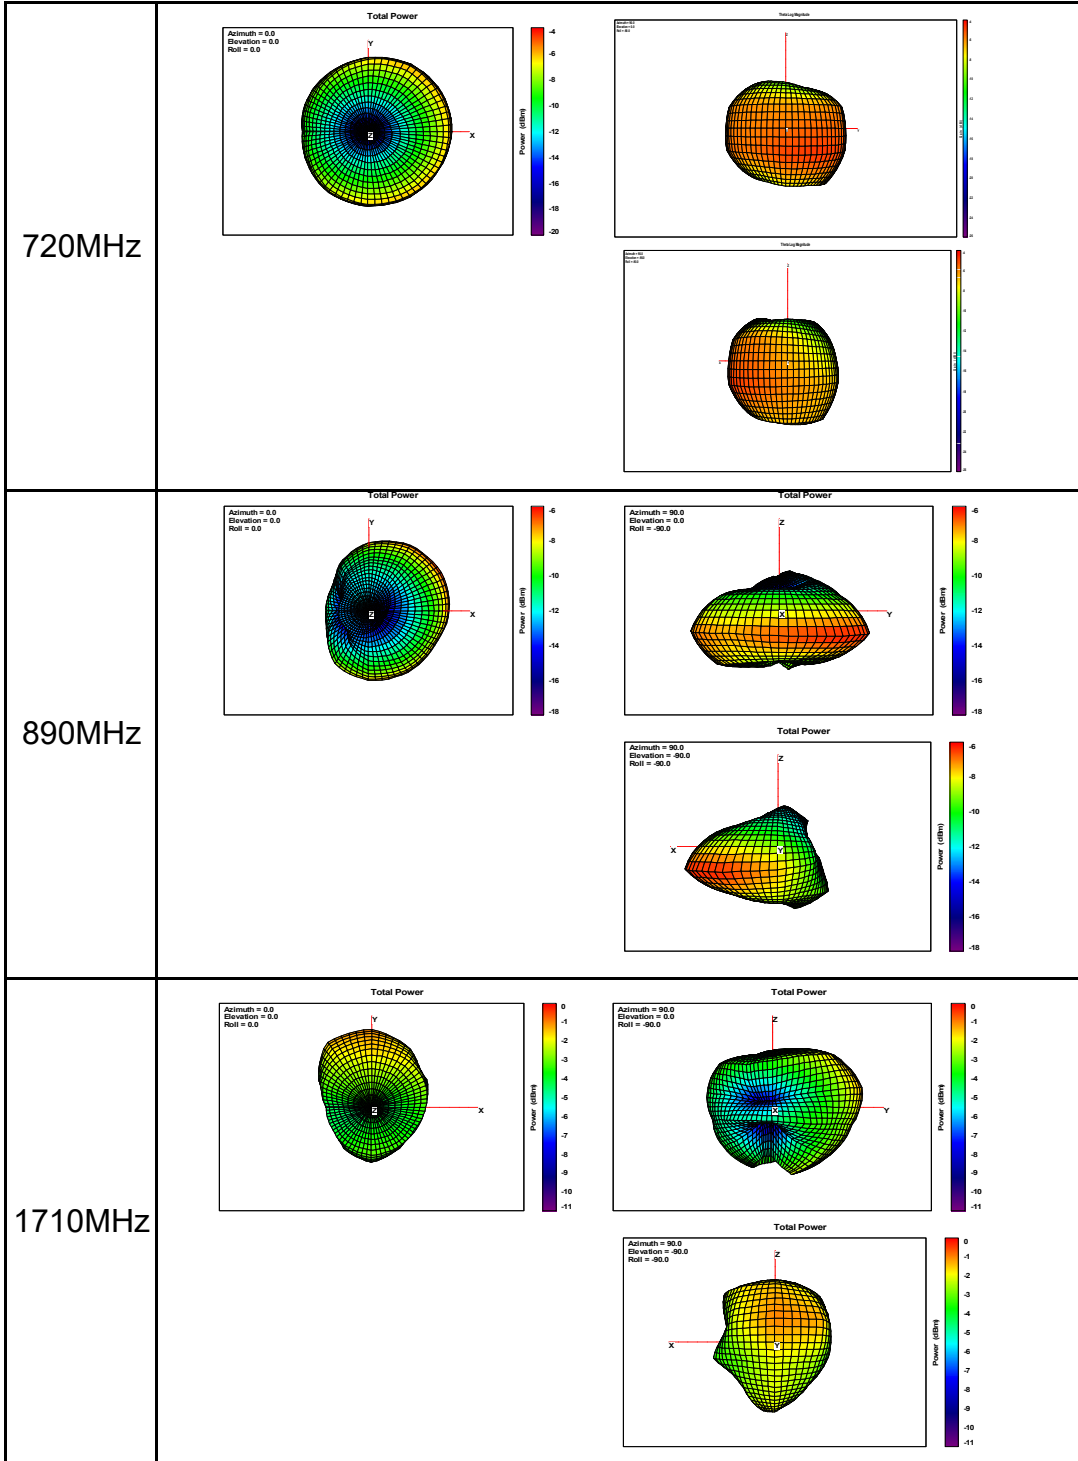 720MHz
Total Power
Azimuth = 0.0
Elevation = 0.0
Roll = 0.0
Y
X
Z
Power (dBm)
-4
-6
-8
-10
-12
-14
-16
-18
-20
Theta Log Magnitude
Theta Log Magnitude
890MHz
Total Power
Azimuth = 0.0
Elevation = 0.0
Roll = 0.0
Y
X
Z
Power (dBm)
-6
-8
-10
-12
-14
-16
-18
Total Power
Azimuth = 90.0
Elevation = 0.0
Roll = -90.0
Z
X
Y
Power (dBm)
-6
-8
-10
-12
-14
-16
-18
Total Power
Azimuth = 90.0
Elevation = -90.0
Roll = -90.0
Z
X
Y
Power (dBm)
-6
-8
-10
-12
-14
-16
-18
1710MHz
Total Power
Azimuth = 0.0
Elevation = 0.0
Roll = 0.0
Y
X
Z
Power (dBm)
0
-1
-2
-3
-4
-5
-6
-7
-8
-9
-10
-11
Total Power
Azimuth = 90.0
Elevation = 0.0
Roll = -90.0
Z
X
Y
Power (dBm)
0
-1
-2
-3
-4
-5
-6
-7
-8
-9
-10
-11
Total Power
Azimuth = 90.0
Elevation = -90.0
Roll = -90.0
Z
X
Y
Power (dBm)
0
-1
-2
-3
-4
-5
-6
-7
-8
-9
-10
-11